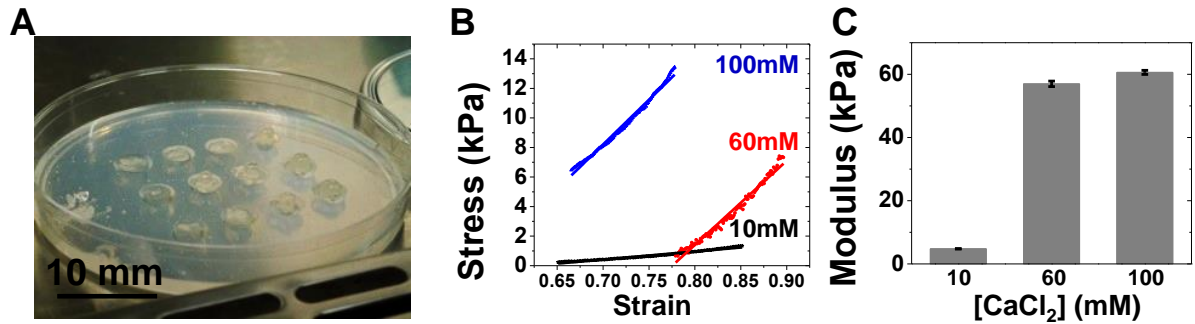 A
10 mm
B
Stress (kPa)
14
12
10
8
6
4
2
0
100mM
60mM
10mM
0.65 0.70 0.75 0.80 0.85 0.90
Strain
C
Modulus (kPa)
60
40
20
0
10 60 100
[CaCl₂] (mM)